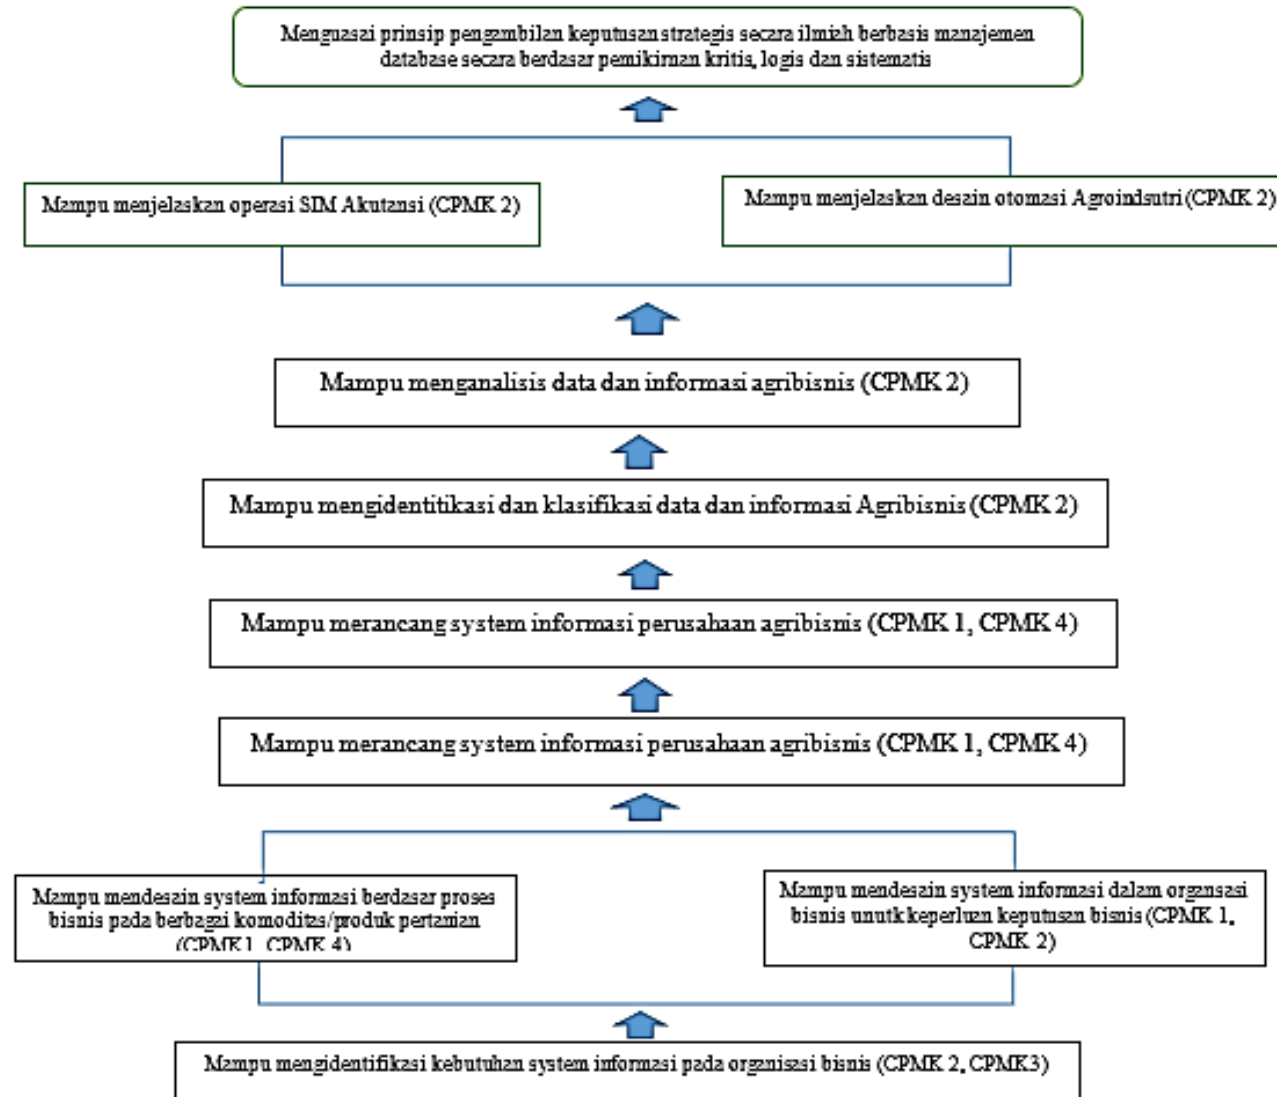 Menguasai prinsip pengambilan keputusan strategis secara ilmiah berbasis manajemen
database secara berdasar pemikirnan kritis, logis dan sistematis
Mampu menjelaskan operasi SIM Akutansi (CPMK 2)
Mampu menjelaskan desain otomasi Agroindsutri (CPMK 2)
Mampu menganalisis data dan informasi agribisnis (CPMK 2)
Mampu mengidentitikasi dan klasifikasi data dan informasi Agribisnis (CPMK 2)
Mampu merancang system informasi perusahaan agribisnis (CPMK 1, CPMK 4)
Mampu merancang system informasi perusahaan agribisnis (CPMK 1, CPMK 4)
Mampu mendesain system informasi berdasar proses
bisnis pada berbagai komoditas/produk pertanian
(CPMK1, CPMK 4)
Mampu mendesain system informasi dalam organsasi
bisnis unutk keperluan keputusan bisnis (CPMK 1,
CPMK 2)
Mampu mengidentifikasi kebutuhan system informasi pada organisasi bisnis (CPMK 2, CPMK3)